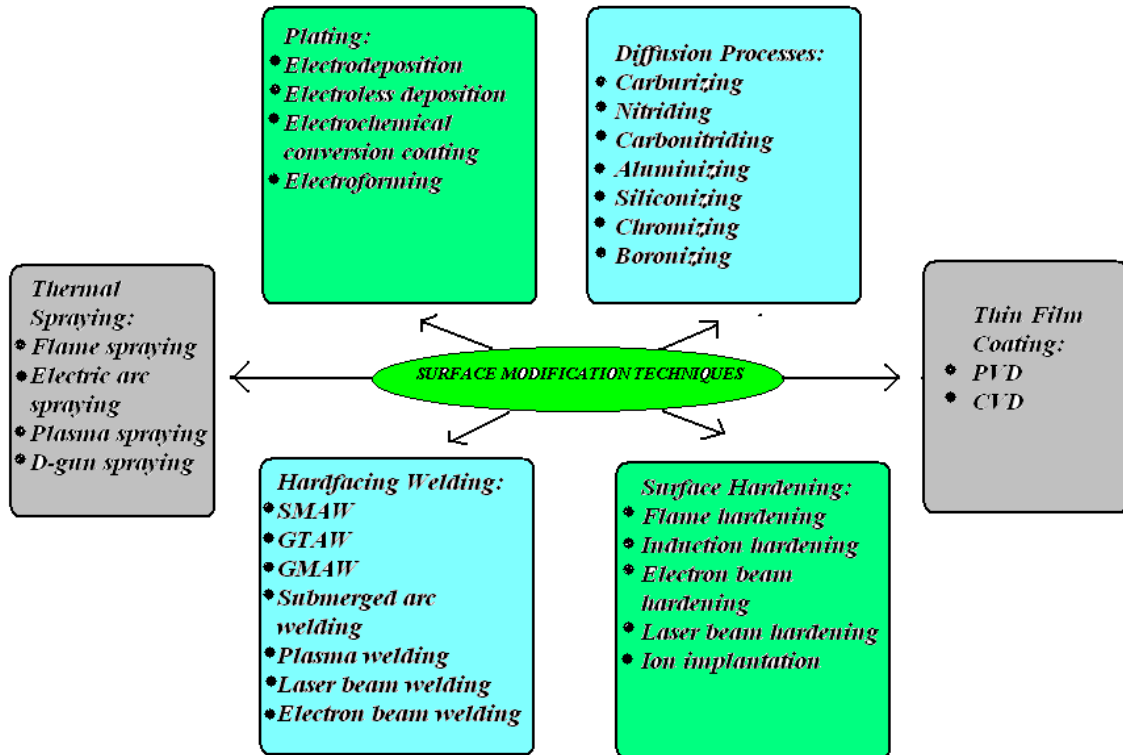 Plating:
Electrodeposition
Electroless deposition
Electrochemical
conversion coating
Electroforming
Diffusion Processes:
Carburizing
Nitriding
Carbonitriding
Aluminizing
Siliconizing
Chromizing
Boronizing
Thermal
Spraying:
Flame spraying
Electric arc
spraying
Plasma spraying
D-gun spraying
SURFACE MODIFICATION TECHNIQUES
Thin Film
Coating:
PVD
CVD
Hardfacing Welding:
SMAW
GTAW
GMAW
Submerged arc
welding
Plasma welding
Laser beam welding
Electron beam welding
Surface Hardening:
Flame hardening
Induction hardening
Electron beam
hardening
Laser beam hardening
Ion implantation